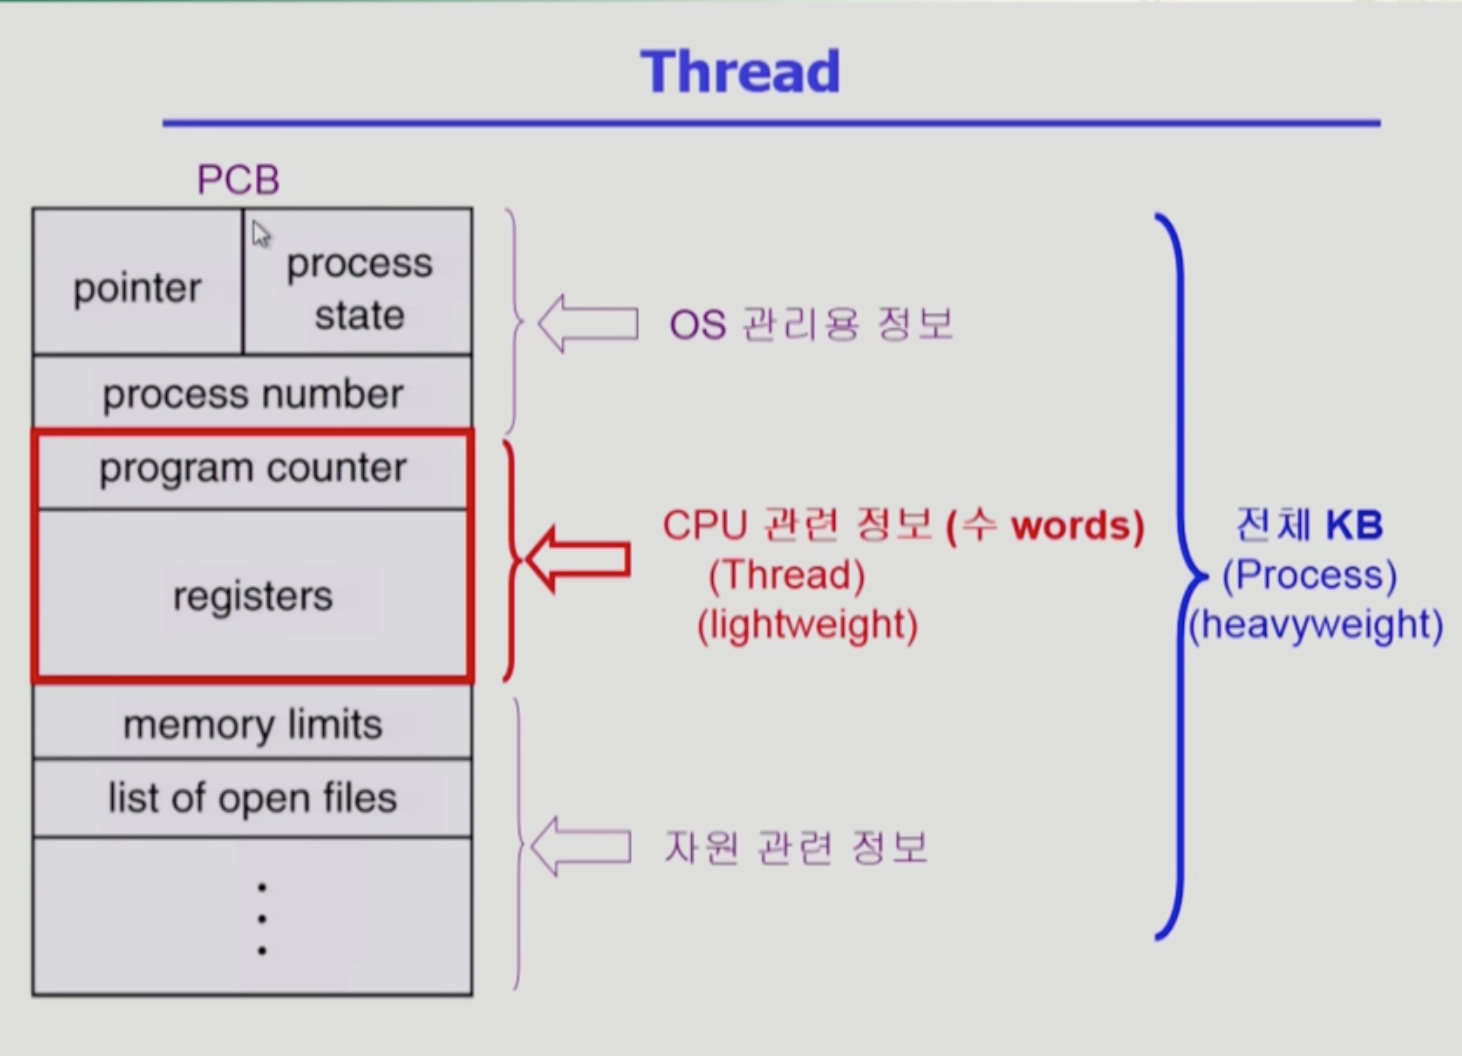 Thread
PCB
pointer
process
state
process number
program counter
registers
memory limits
list of open files
OS 관리용 정보
CPU 관련 정보 (수 words)
(Thread)
(lightweight)
자원 관련 정보
전체 KB
(Process)
(heavyweight)